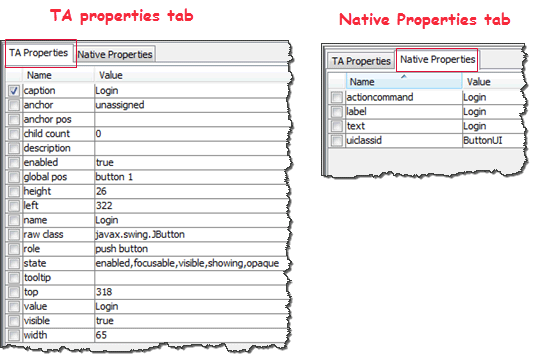 TA properties tab
Native Properties tab
TA Properties Native Properties
Name Value
caption Login
anchor unassigned
anchor pos
child count 0
description
enabled true
global pos button 1
height 26
left 322
name Login
raw class javax.swing.JButton
role push button
state enabled,focusable,visible,showing,opaque
tooltip
top 318
value Login
visible true
width 65
TA Properties Native Properties
Name Value
actioncommand Login
label Login
text Login
uiclassid ButtonUI